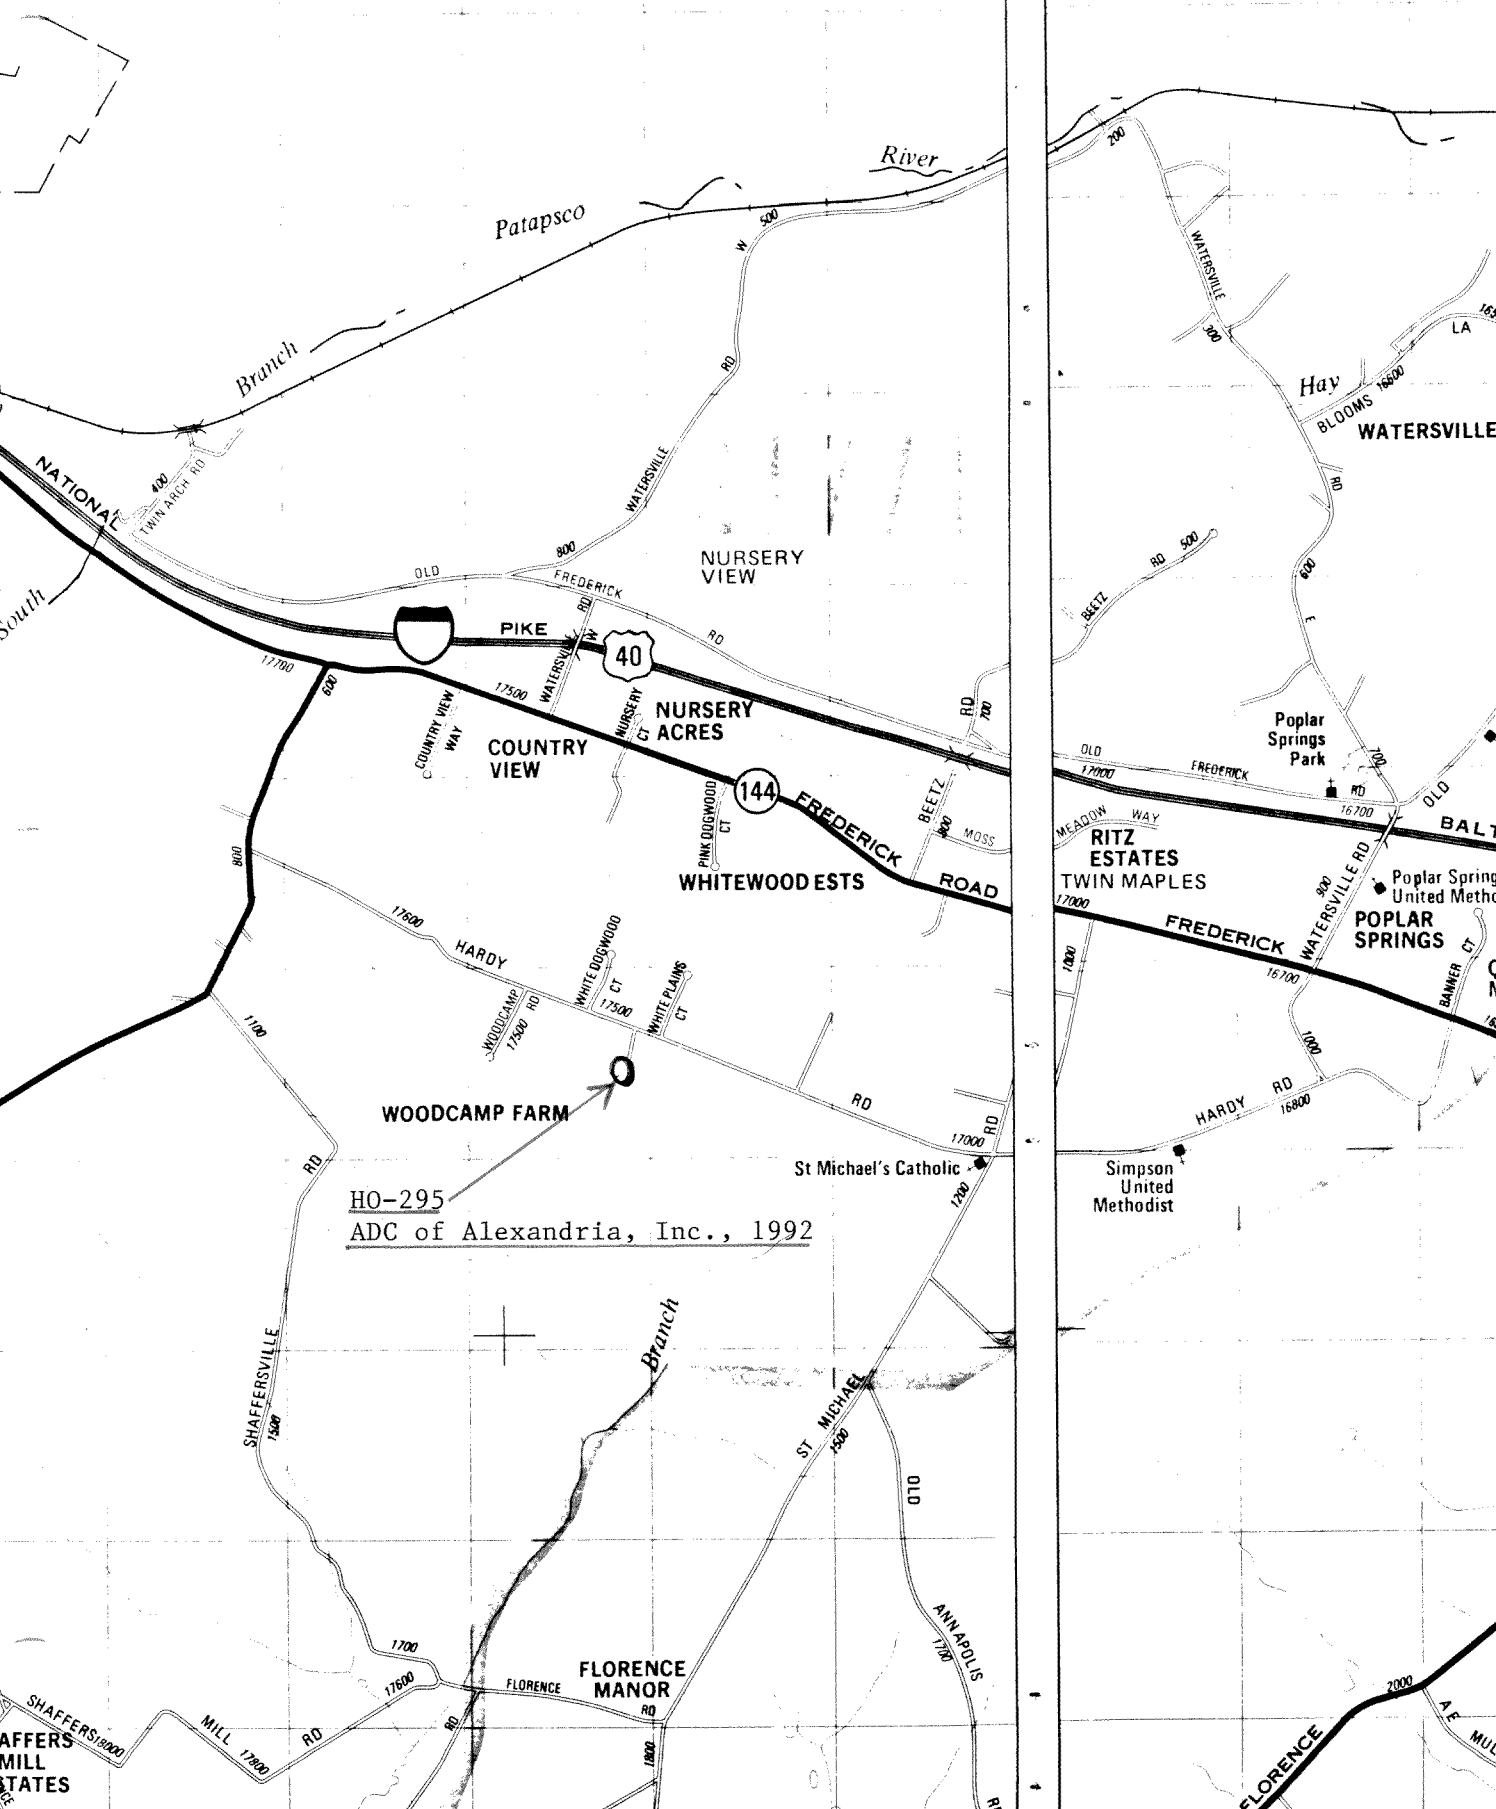 200
River
500
Patapsco
W
WATERSVILLE
300
165
LA
Branch
RD
Hay
16600
BLOOMS
WATERSVILLE
NATIONAL
400
TWIN ARCH RD
WATERSVILLE
RD
800
NURSERY
VIEW
RD
500
BEETZ
600
E
OLD
FREDERICK
RD
South
PIKE
RD
W
WATERSVILLE
40
RD
17700
600
17500
NURSERY
CT
NURSERY
ACRES
COUNTRY VIEW
WAY
COUNTRY
VIEW
RD
700
Poplar
Springs
Park
OLD
17000
FREDERICK
RD
16700
700
OLD
144
PINK DOGWOOD
CT
FREDERICK
BEETZ
800
MOSS
MEADOW
WAY
BALT
RITZ
ESTATES
TWIN MAPLES
800
WHITEWOOD ESTS
ROAD
17000
FREDERICK
WATERSVILLE RD
900
Poplar Spring
United Metho
POPLAR
SPRINGS
16700
BANNER
CT
17600
HARDY
WHITE DOGWOOD
CT
WHITE PLAINS
CT
1000
WOODCAMP
RD
17500
17500
1100
1000
WOODCAMP FARM
RD
HARDY
RD
16800
RD
17000
RD
St Michael's Catholic
1200
Simpson
United
Methodist
HO-295
ADC of Alexandria, Inc., 1992
Branch
SHAFFERSVILLE
1500
ST
MICHAEL
1500
OLD
ANNAPOLIS
1700
1700
17600
FLORENCE
FLORENCE
MANOR
RD
RD
1800
2000
SHAFFERS
18000
MILL
17800
RD
AFFERS
MILL
STATES
FLORENCE
A E
MUL